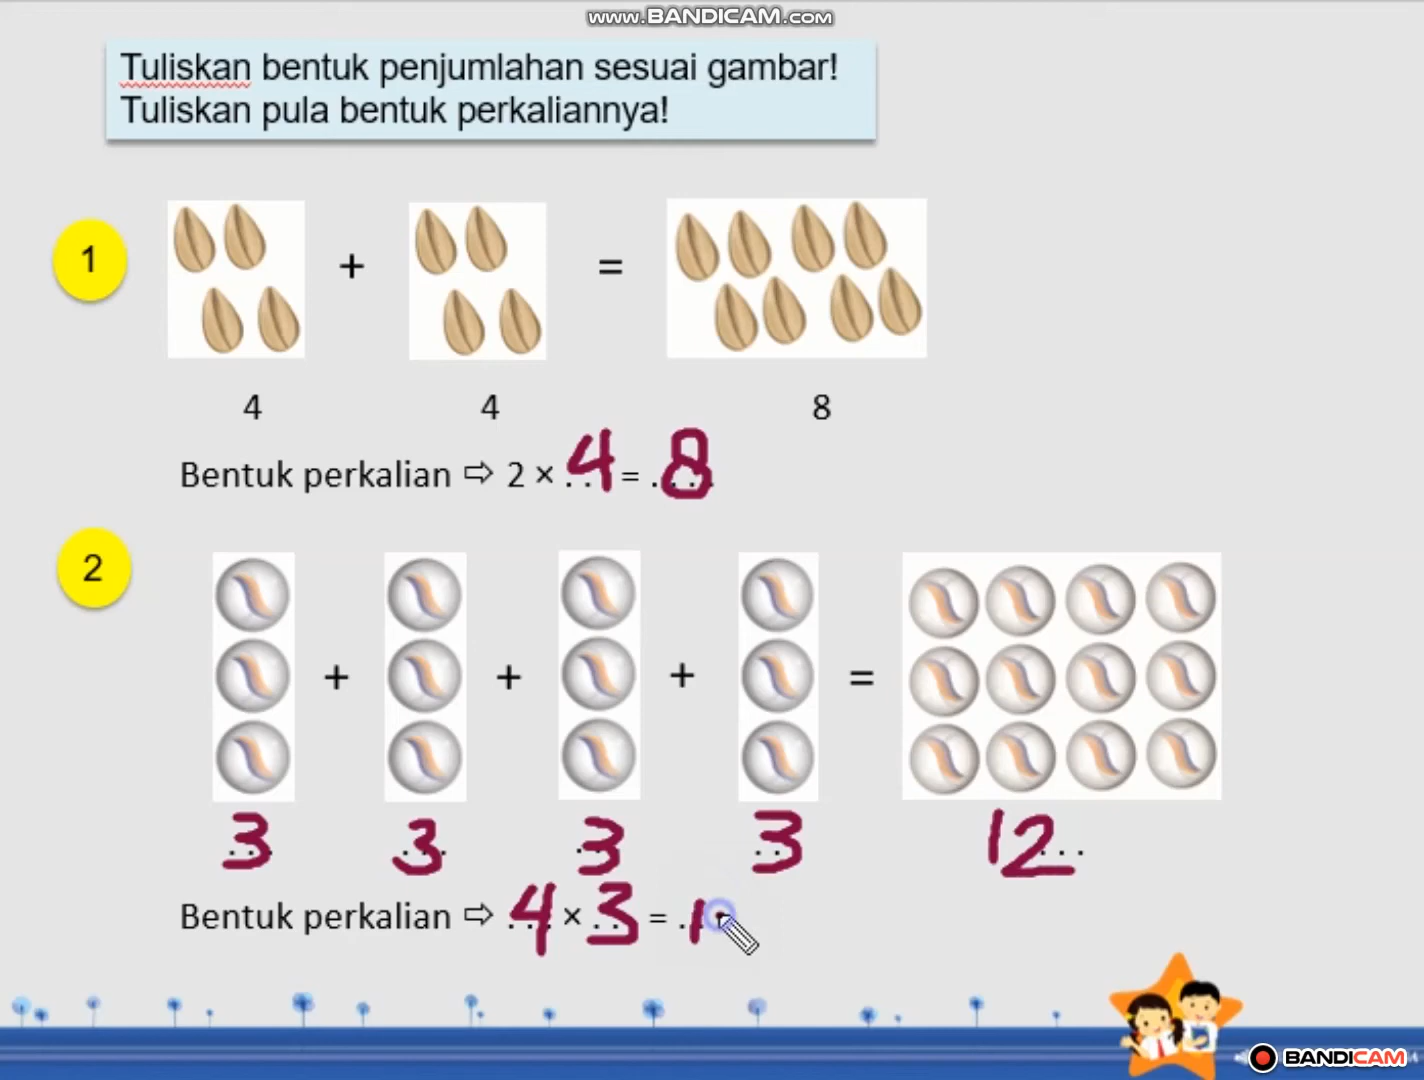 www.BANDICAM.com
Tuliskan bentuk penjumlahan sesuai gambar!
Tuliskan pula bentuk perkaliannya!
1
+ =
4 4 8
Bentuk perkalian ⇨ 2 × 4 = 8
2
+ + + =
3 3 3 3 12
Bentuk perkalian ⇨ 4 × 3 = 1
BANDICAM